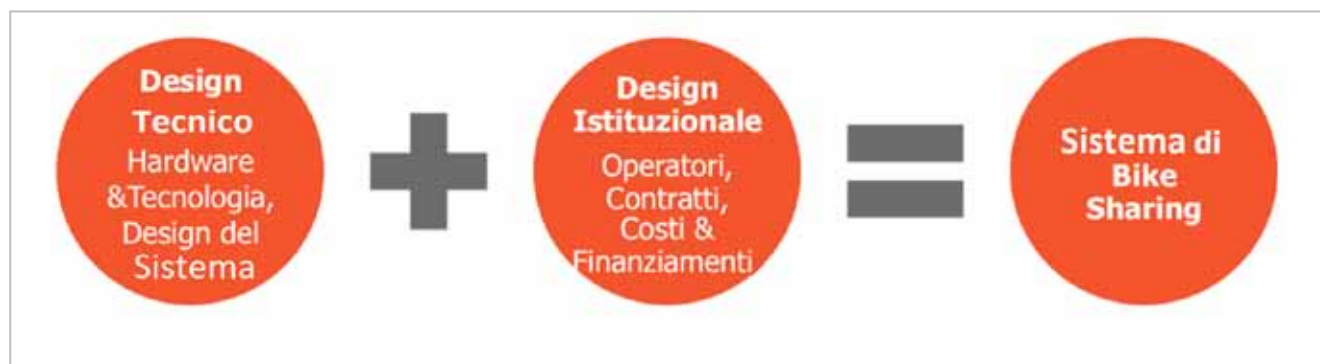 Design
Tecnico
Hardware
&Tecnologia,
Design del
Sistema
Design
Istituzionale
Operatori,
Contratti,
Costi &
Finanziamenti
Sistema di
Bike
Sharing